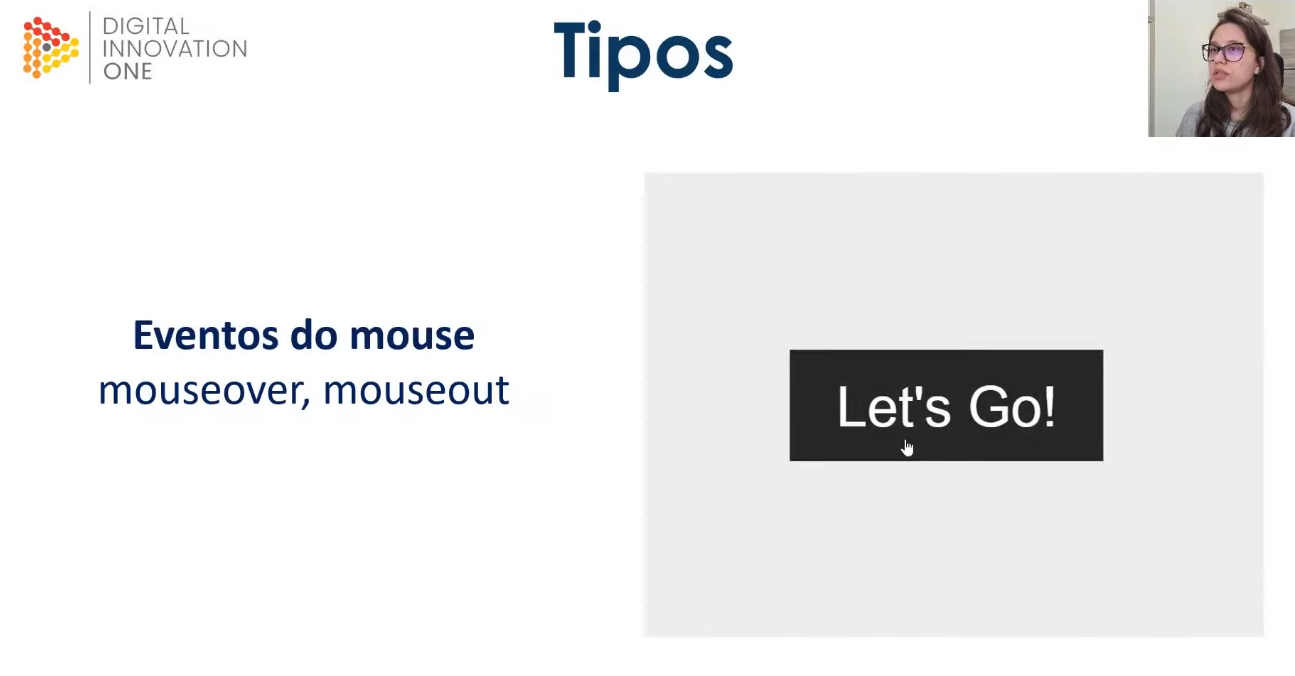 DIGITAL
INNOVATION
ONE
Tipos
Eventos do mouse
mouseover, mouseout
Let's Go!